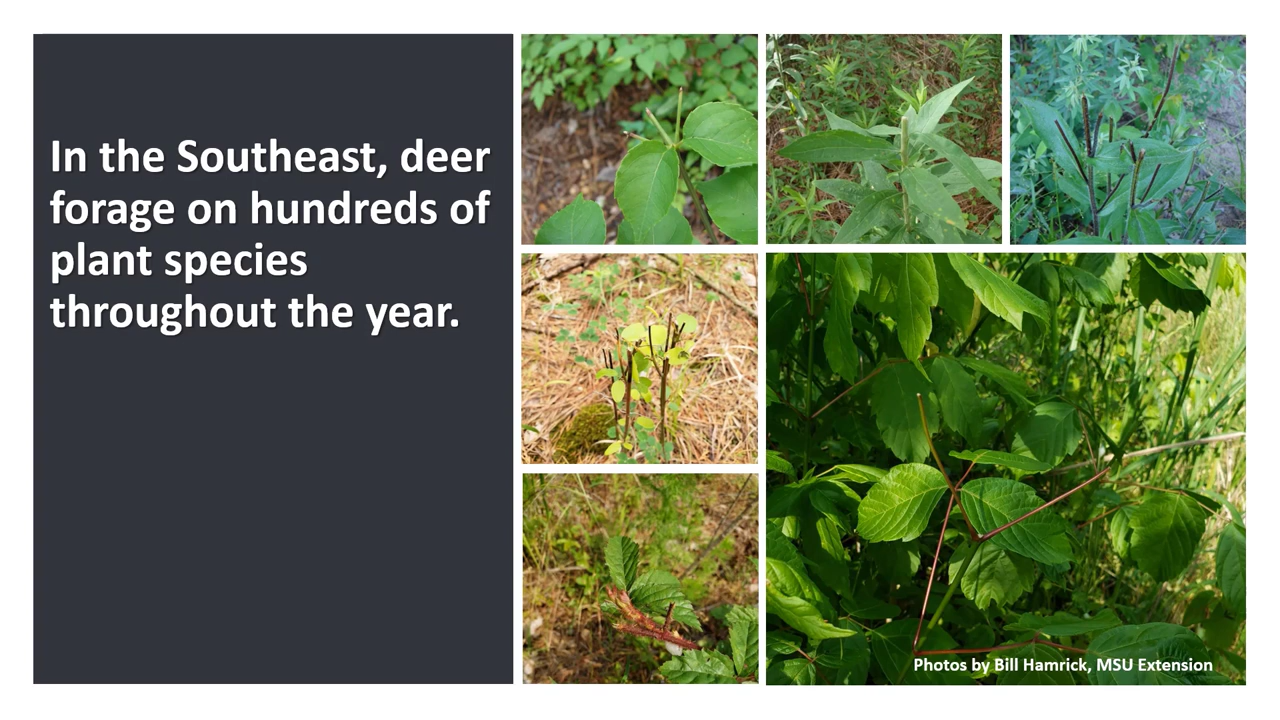 In the Southeast, deer
forage on hundreds of
plant species
throughout the year.
Photos by Bill Hamrick, MSU Extension